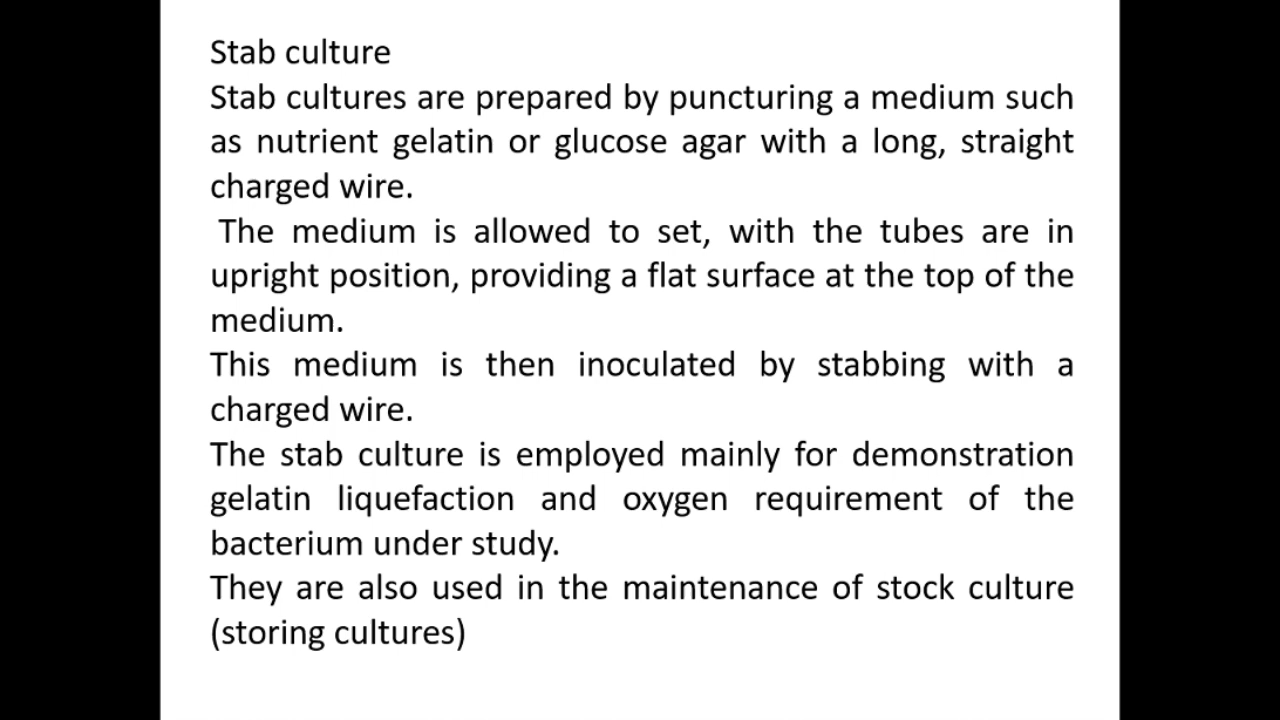 Stab culture
Stab cultures are prepared by puncturing a medium such
as nutrient gelatin or glucose agar with a long, straight
charged wire.
The medium is allowed to set, with the tubes are in
upright position, providing a flat surface at the top of the
medium.
This medium is then inoculated by stabbing with a
charged wire.
The stab culture is employed mainly for demonstration
gelatin liquefaction and oxygen requirement of the
bacterium under study.
They are also used in the maintenance of stock culture
(storing cultures)